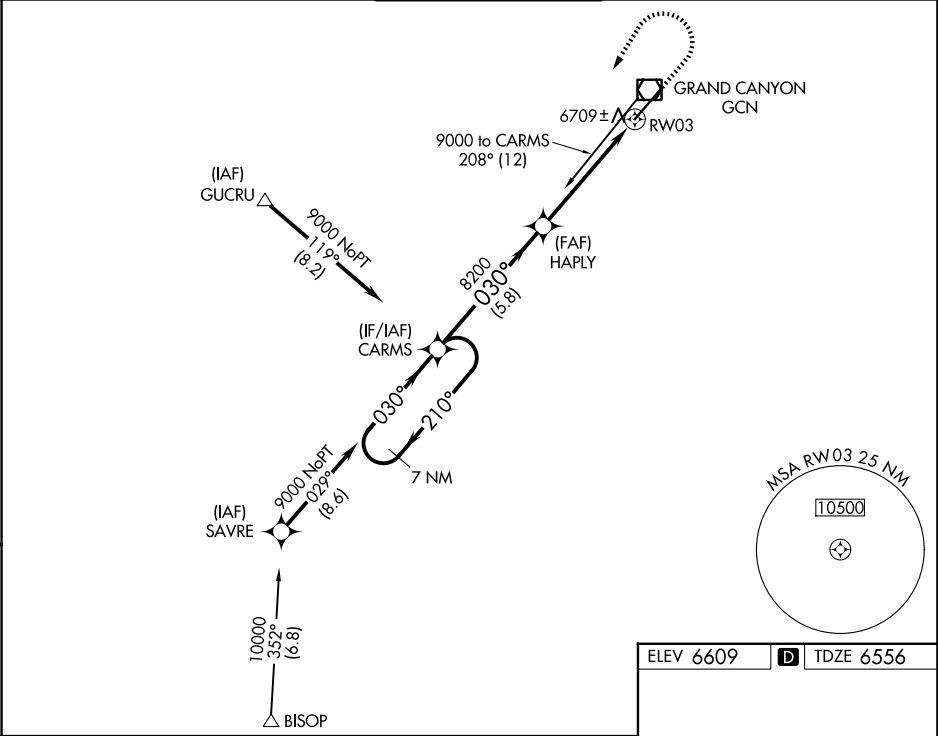 GRAND CANYON
GCN
6709±
RW03
9000 to CARMS
208° (12)
(IAF)
GUCRU
9000 NoPT
119°
(8.2)
(FAF)
HAPLY
8200
030°
(5.8)
(IF/IAF)
CARMS
030°
210°
7 NM
9000 NoPT
029°
(8.6)
(IAF)
SAVRE
MSA RW03 25 NM
10500
10000
352°
(6.8)
BISOP
ELEV 6609 D TDZE 6556